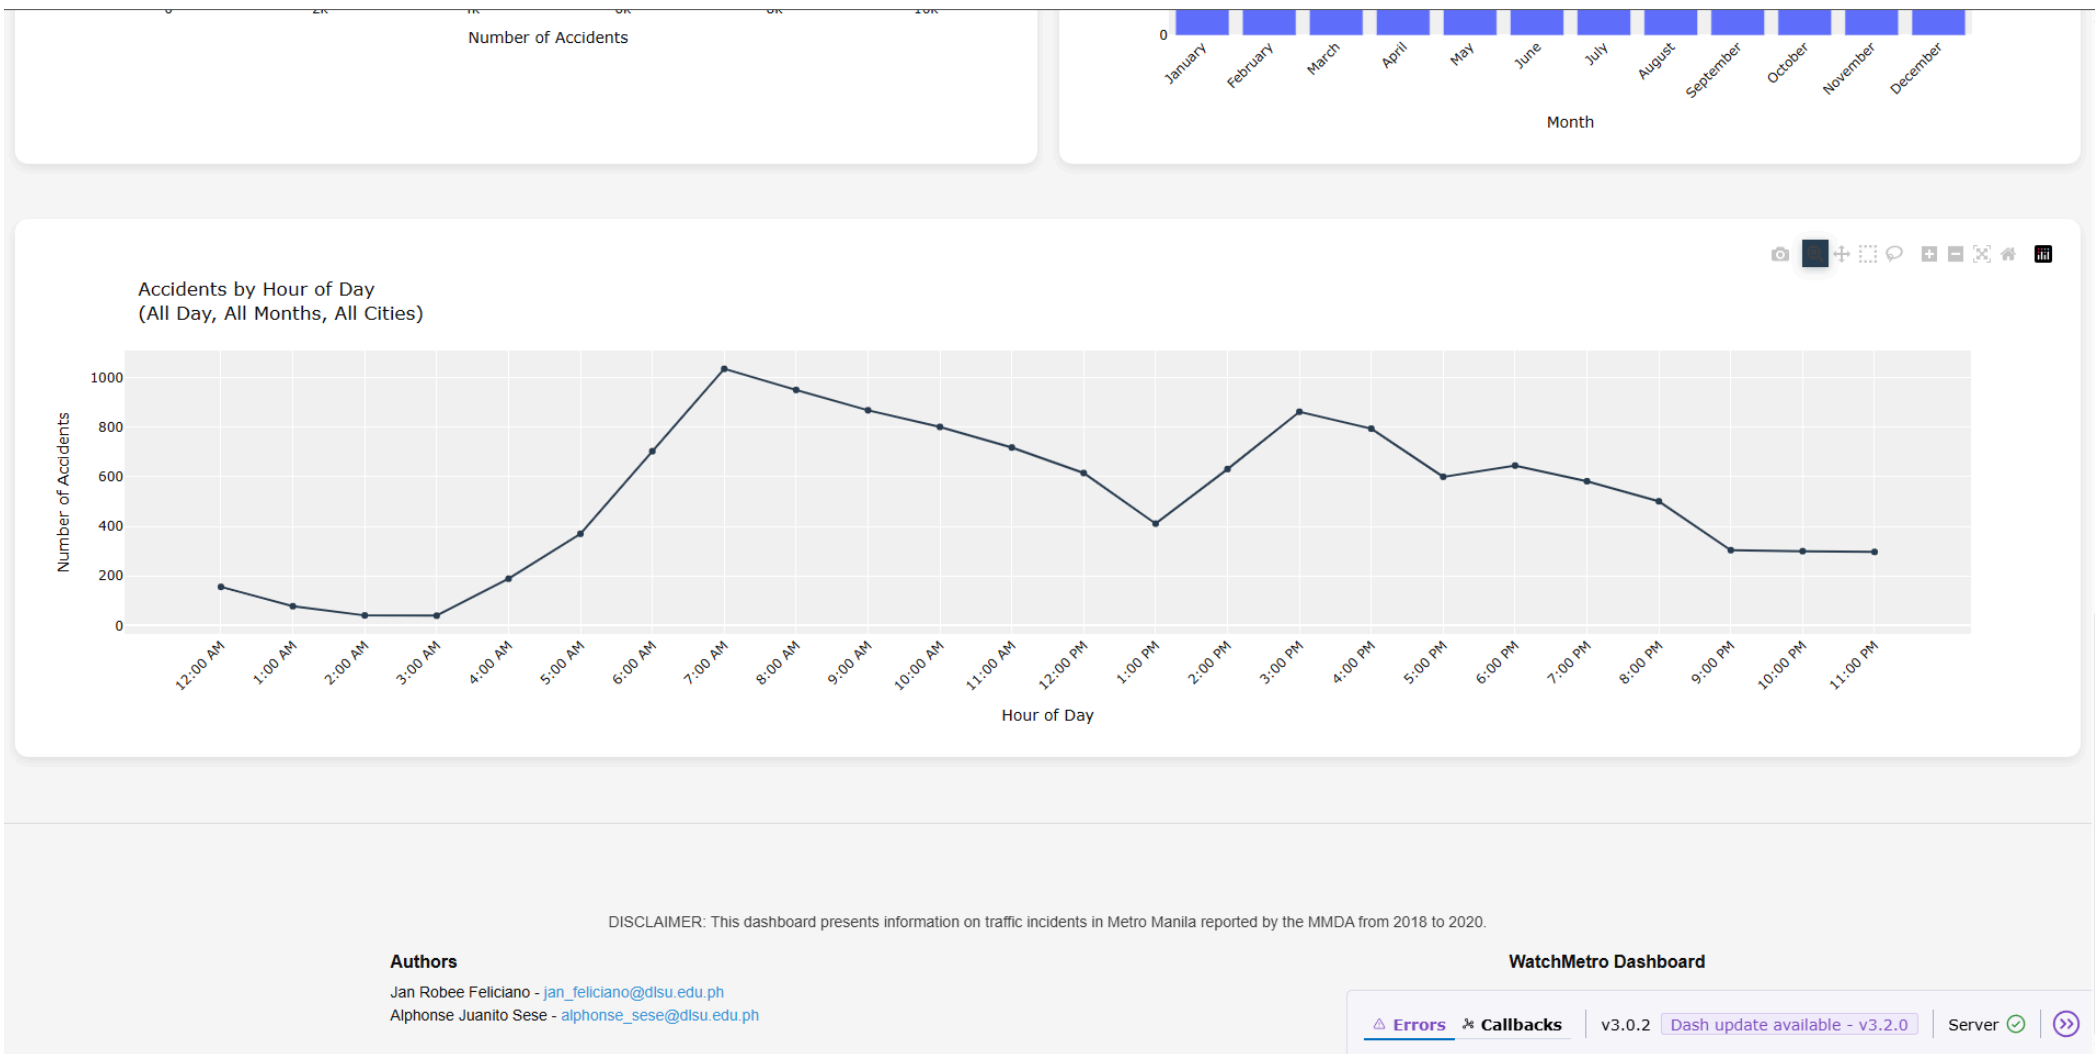 0 2K 4K 6K 8K 10K
Number of Accidents
0
January February March April May June July August September October November December
Month
Accidents by Hour of Day
(All Day, All Months, All Cities)
1000
800
600
400
200
0
Number of Accidents
12:00 AM 1:00 AM 2:00 AM 3:00 AM 4:00 AM 5:00 AM 6:00 AM 7:00 AM 8:00 AM 9:00 AM 10:00 AM 11:00 AM 12:00 PM 1:00 PM 2:00 PM 3:00 PM 4:00 PM 5:00 PM 6:00 PM 7:00 PM 8:00 PM 9:00 PM 10:00 PM 11:00 PM
Hour of Day
DISCLAIMER: This dashboard presents information on traffic incidents in Metro Manila reported by the MMDA from 2018 to 2020.
Authors
Jan Robee Feliciano - jan_feliciano@dlsu.edu.ph
Alphonse Juanito Sese - alphonse_sese@dlsu.edu.ph
WatchMetro Dashboard
Errors Callbacks v3.0.2 Dash update available - v3.2.0 Server